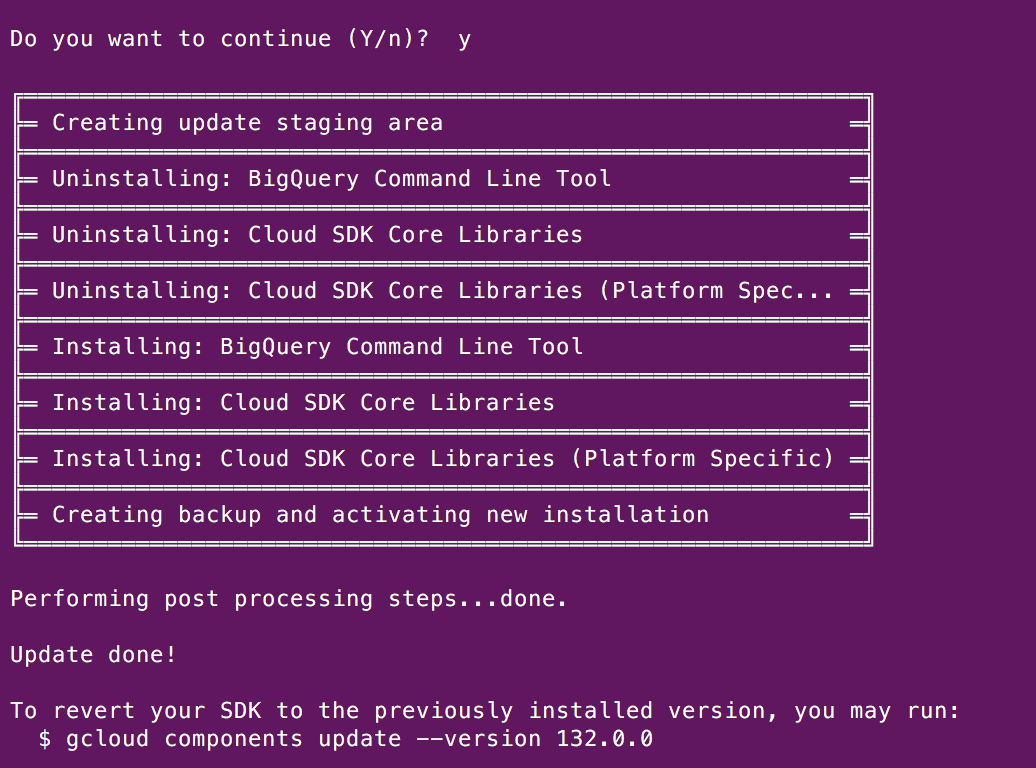 Do you want to continue (Y/n)?  y
Creating update staging area
Uninstalling: BigQuery Command Line Tool
Uninstalling: Cloud SDK Core Libraries
Uninstalling: Cloud SDK Core Libraries (Platform Spec...
Installing: BigQuery Command Line Tool
Installing: Cloud SDK Core Libraries
Installing: Cloud SDK Core Libraries (Platform Specific)
Creating backup and activating new installation
Performing post processing steps...done.
Update done!
To revert your SDK to the previously installed version, you may run:
$ gcloud components update --version 132.0.0